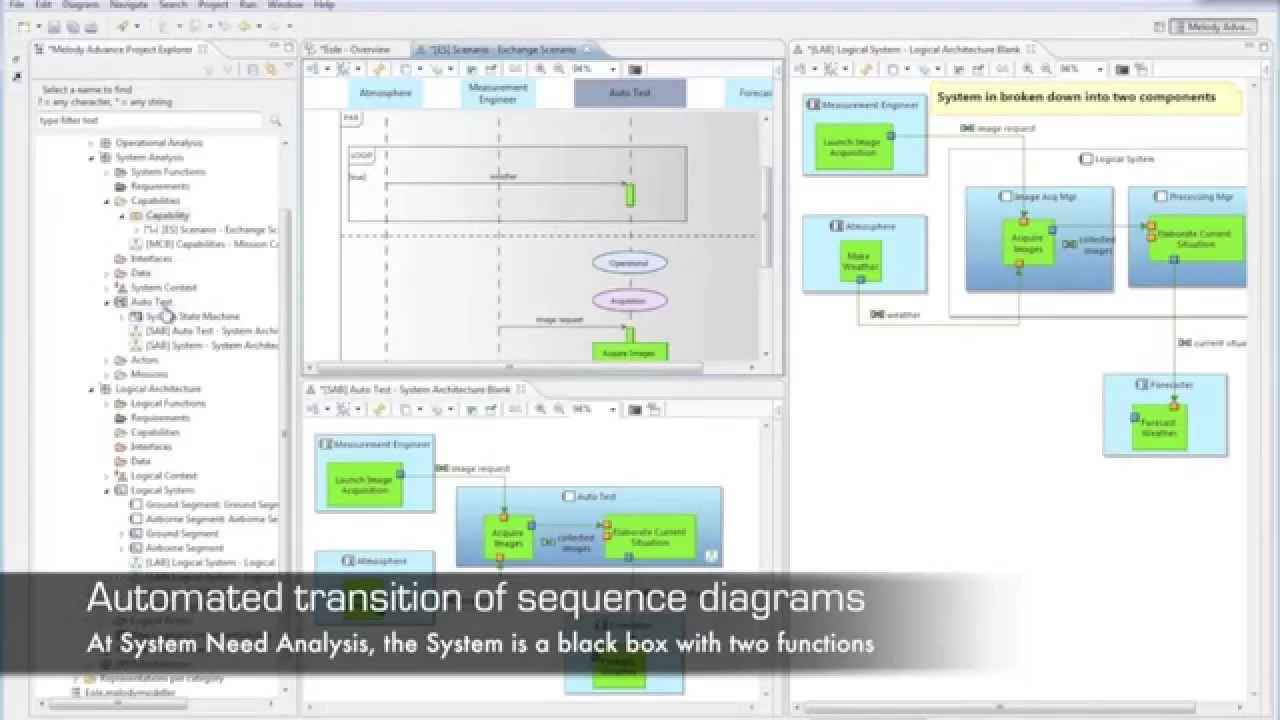 File Edit Diagram Navigate Search Project Run Window Help
Melody Adva...
*Melody Advance Project Explorer
Select a name to find
? = any character, * = any string
type filter text
Operational Analysis
System Analysis
System Functions
Requirements
Capabilities
Capability
[ES] Scenario - Exchange Sc
[MCB] Capabilities - Mission C
Interfaces
Data
System Context
Auto Test
System State Machine
[SAB] Auto Test - System Archi
[SAB] System - System Architec
Actors
Missions
Logical Architecture
Logical Functions
Requirements
Capabilities
Interfaces
Data
Logical Context
Logical System
Ground Segment: Ground Segm
Airborne Segment: Airborne Se
Ground Segment
Airborne Segment
[LAB] Logical System - Logical
Representations per category
Eole.melodymodeller
*Eole - Overview
*[ES] Scenario - Exchange Scenario
96%
Atmosphere
Measurement
Engineer
Auto Test
Forecas
PAR
LOOP
[true]
weather
Operational
Acquisition
image request
Acquire Images
*[SAB] Auto Test - System Architecture Blank
96%
Measurement Engineer
Launch Image
Acquisition
image request
Auto Test
Acquire
Images
collected
images
Elaborate Current
Situation
Atmosphere
*[LAB] Logical System - Logical Architecture Blank
96%
System in broken down into two components
Measurement Engineer
Launch Image
Acquisition
image request
Logical System
Image Acq Mgr
Acquire
Images
collected
images
Processing Mgr
Elaborate Current
Situation
Atmosphere
Make
Weather
weather
current situa
Forecaster
Forecast
Weather
Automated transition of sequence diagrams
At System Need Analysis, the System is a black box with two functions